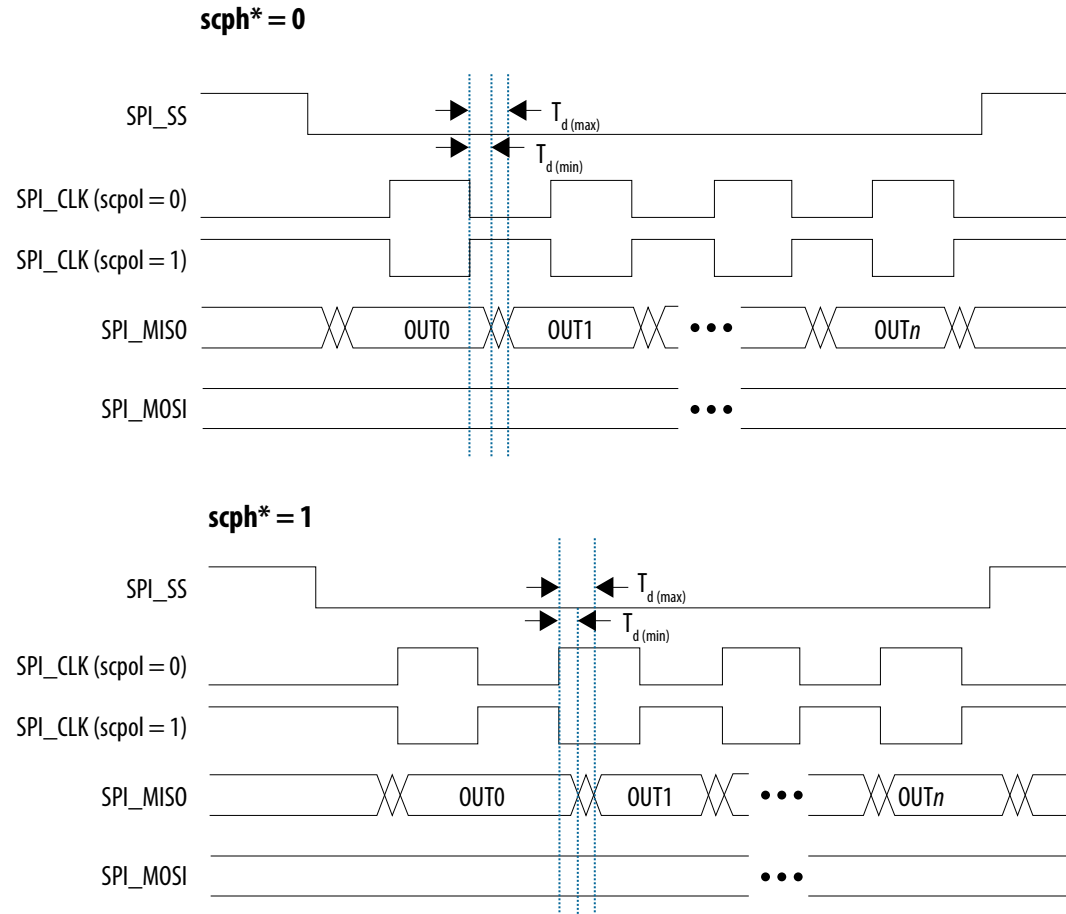 scph* = 0
SPI_SS
T d (max)
T d (min)
SPI_CLK (scpol = 0)
SPI_CLK (scpol = 1)
SPI_MISO OUT0 OUT1 ••• OUTn
SPI_MOSI •••
scph* = 1
SPI_SS
T d (max)
T d (min)
SPI_CLK (scpol = 0)
SPI_CLK (scpol = 1)
SPI_MISO OUT0 OUT1 ••• OUTn
SPI_MOSI •••